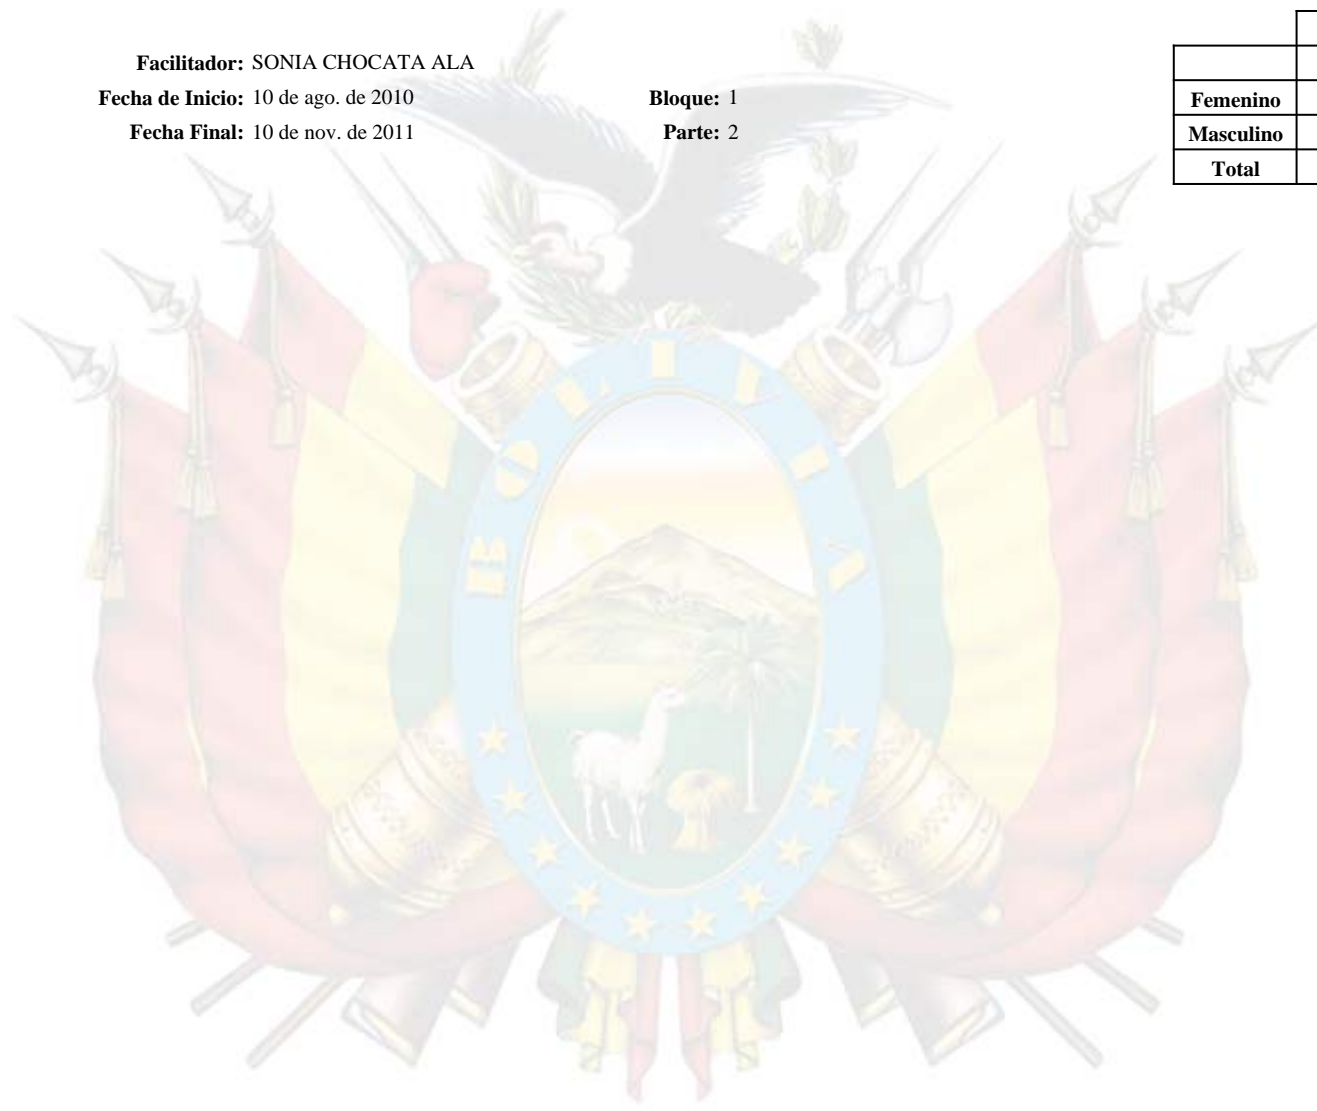 Facilitador: SONIA CHOCATA ALA
Fecha de Inicio: 10 de ago. de 2010 Bloque: 1
Fecha Final: 10 de nov. de 2011 Parte: 2
Femenino
Masculino
Total
BOLIVIA